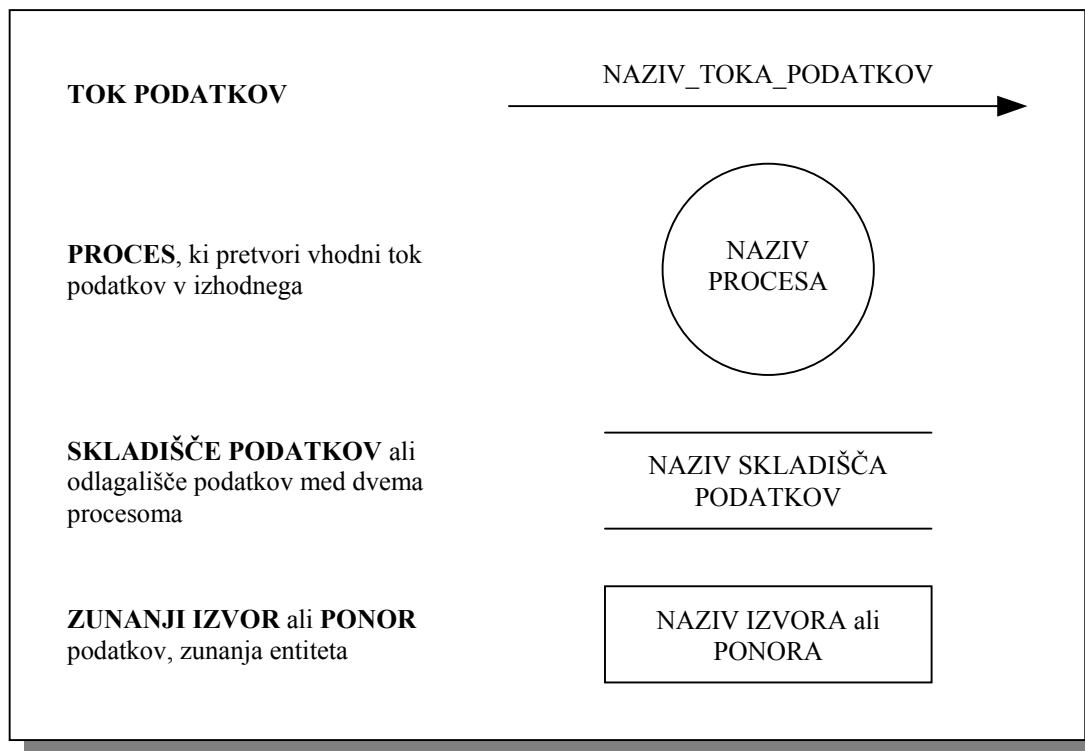 TOK PODATKOV
NAZIV_TOKA_PODATKOV
PROCES, ki pretvori vhodni tok
podatkov v izhodnega
NAZIV
PROCESA
SKLADIŠČE PODATKOV ali
odlagališče podatkov med dvema
procesoma
NAZIV SKLADIŠČA
PODATKOV
ZUNANJI IZVOR ali PONOR
podatkov, zunanja entiteta
NAZIV IZVORA ali
PONORA